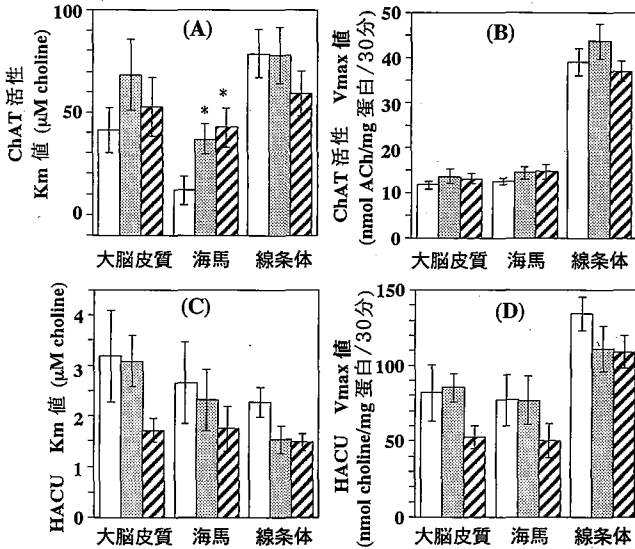 (A)
ChAT 活性
Km 値 (μM choline)
100
50
0
*
*
大脳皮質 海馬 線条体
(B)
ChAT 活性 Vmax 値
(nmol ACh/mg 蛋白/30分)
50
40
30
20
10
0
大脳皮質 海馬 線条体
(C)
HACU Km 値 (μM choline)
4
3
2
1
0
大脳皮質 海馬 線条体
(D)
HACU Vmax 値
(nmol choline/mg 蛋白/30分)
150
100
50
0
大脳皮質 海馬 線条体